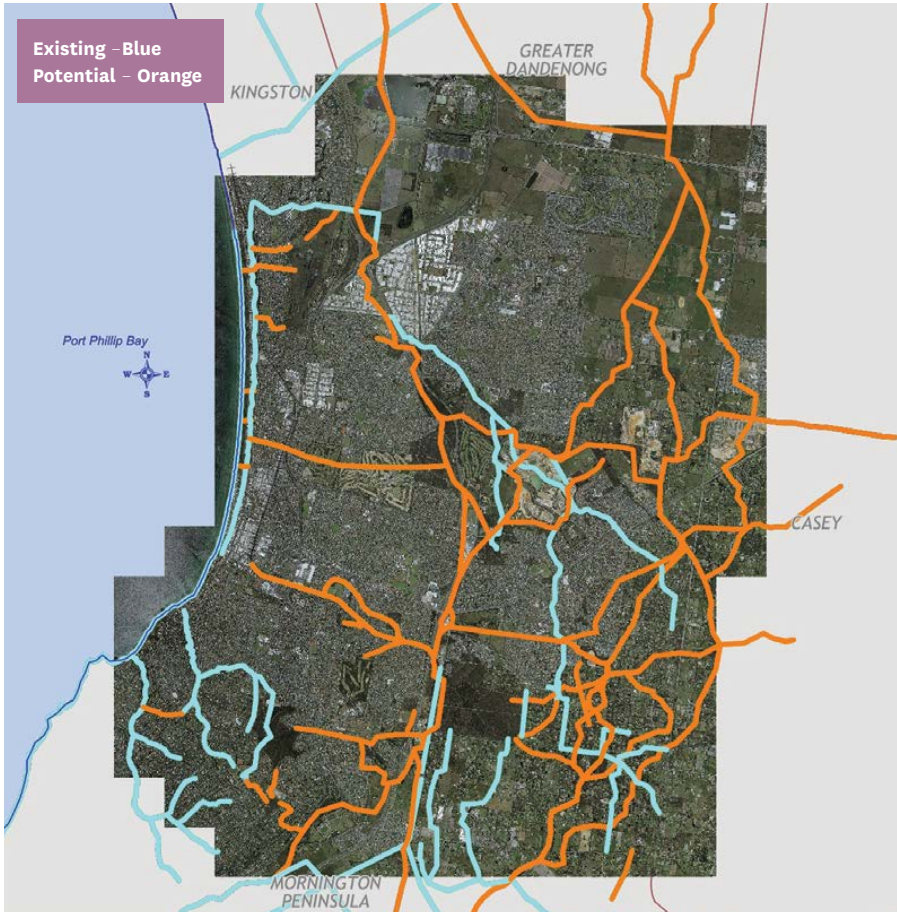 Existing –Blue
Potential – Orange
GREATER
DANDENONG
KINGSTON
Port Phillip Bay
N
W E
S
CASEY
MORNINGTON
PENINSULA